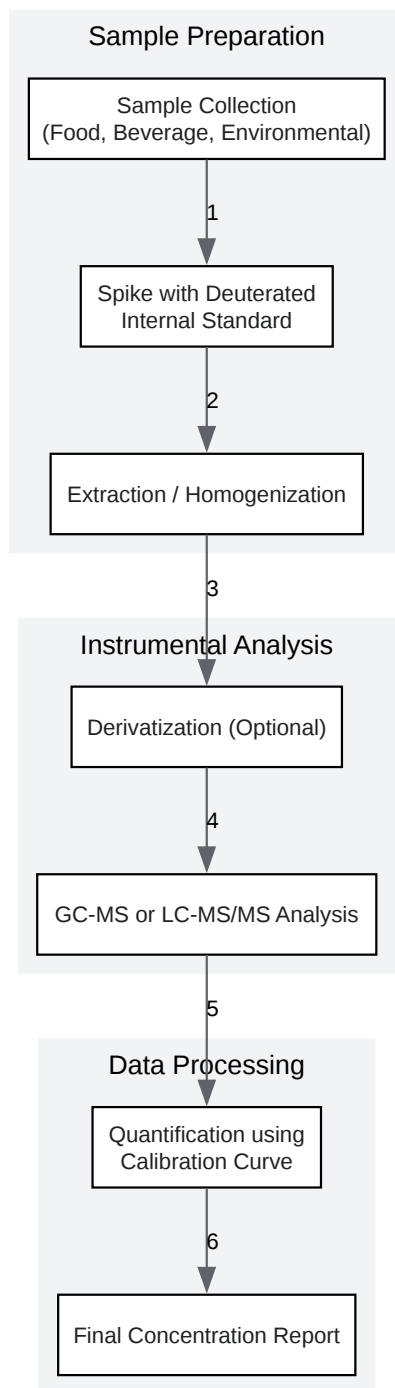 Sample Preparation
Sample Collection
(Food, Beverage, Environmental)
1
Spike with Deuterated
Internal Standard
2
Extraction / Homogenization
3
Instrumental Analysis
Derivatization (Optional)
4
GC-MS or LC-MS/MS Analysis
5
Data Processing
Quantification using
Calibration Curve
6
Final Concentration Report